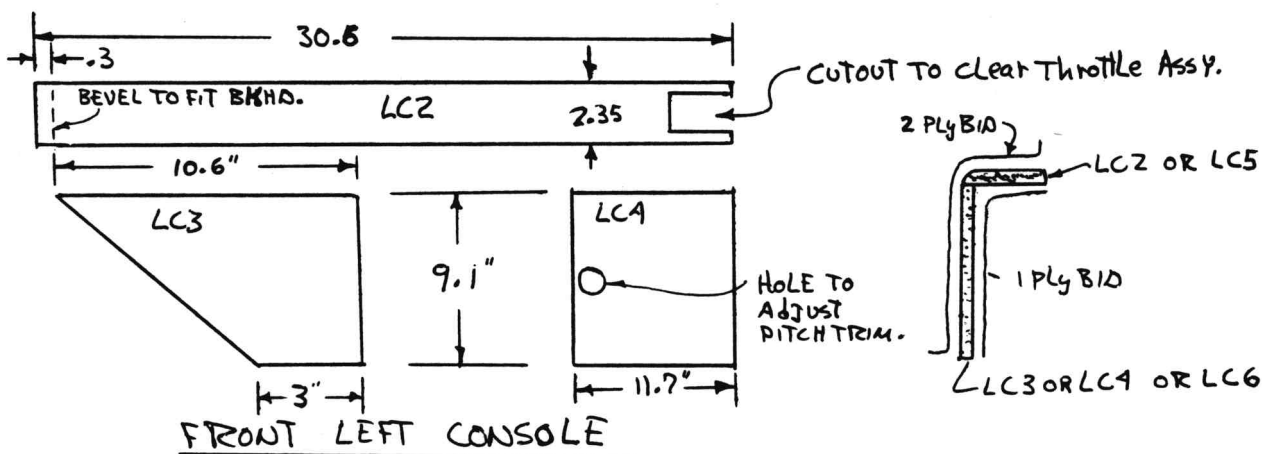 30.6
.3
CUTOUT TO Clear Throttle Assy.
BEVEL TO FIT BKHD.
LC2
2.35
2 PLy BID
LC2 OR LC5
10.6"
LC3
LC4
9.1"
HOLE TO
AdJUST
PITCH TRIM.
1 PLy BID
3"
11.7"
LC3 OR LC4 OR LC6
FRONT LEFT CONSOLE